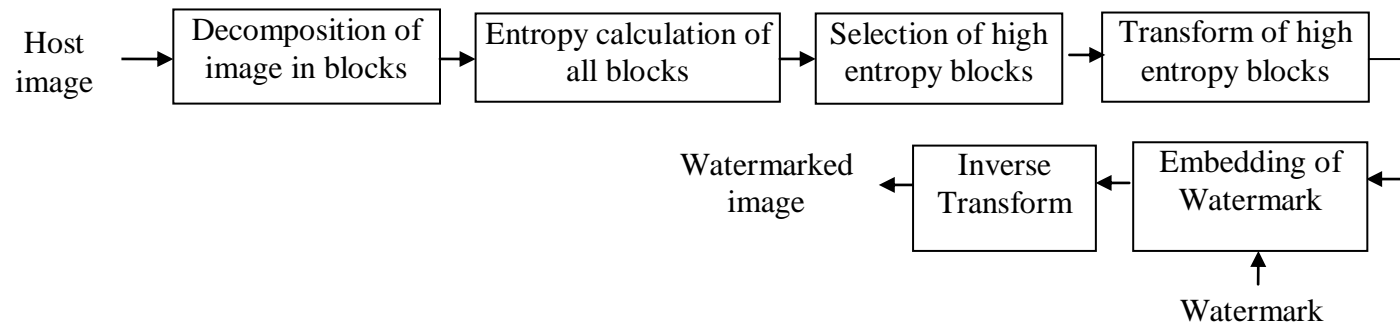 Host
image
Decomposition of
image in blocks
Entropy calculation of
all blocks
Selection of high
entropy blocks
Transform of high
entropy blocks
Watermarked
image
Inverse
Transform
Embedding of
Watermark
Watermark